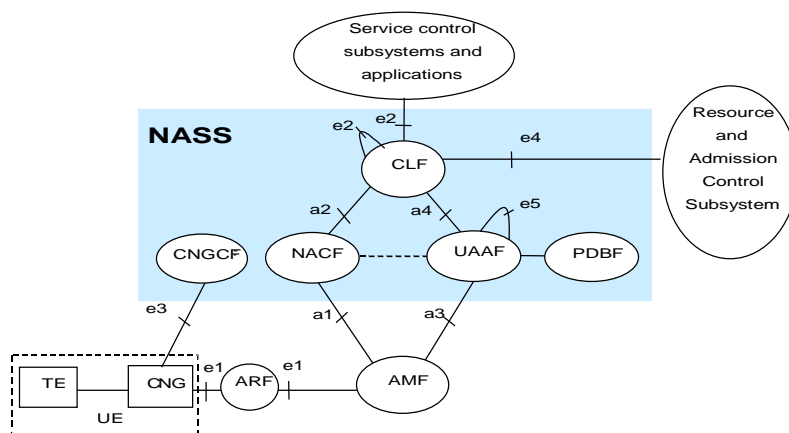 Service control
subsystems and
applications
e2
e2
NASS
e4
Resource
and
Admission
Control
Subsystem
CLF
a2
a4
e5
CNGCF
NACF
UAAF
PDBF
e3
a1
a3
TE
CNG
e1
ARF
e1
AMF
UE